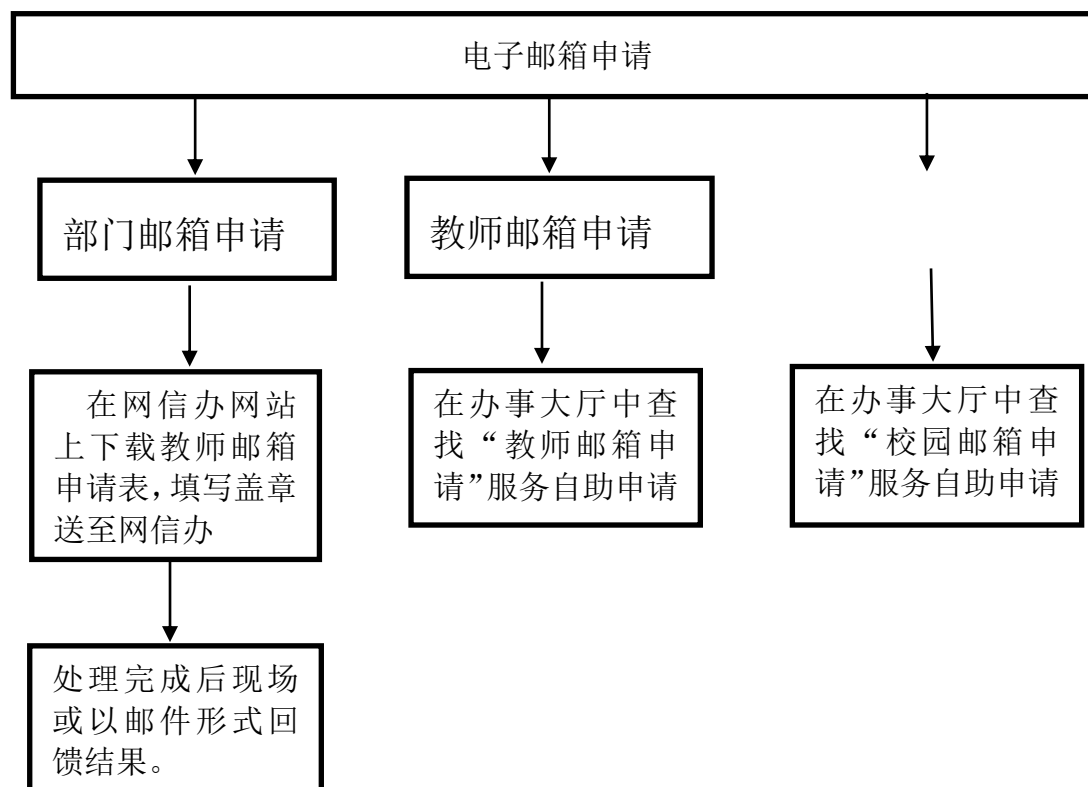 电子邮箱申请
部门邮箱申请
教师邮箱申请
在网信办网站
上下载教师邮箱
申请表，填写盖章
送至网信办
在办事大厅中查
找“教师邮箱申
请”服务自助申请
在办事大厅中查
找“校园邮箱申
请”服务自助申请
处理完成后现场
或以邮件形式回
馈结果。